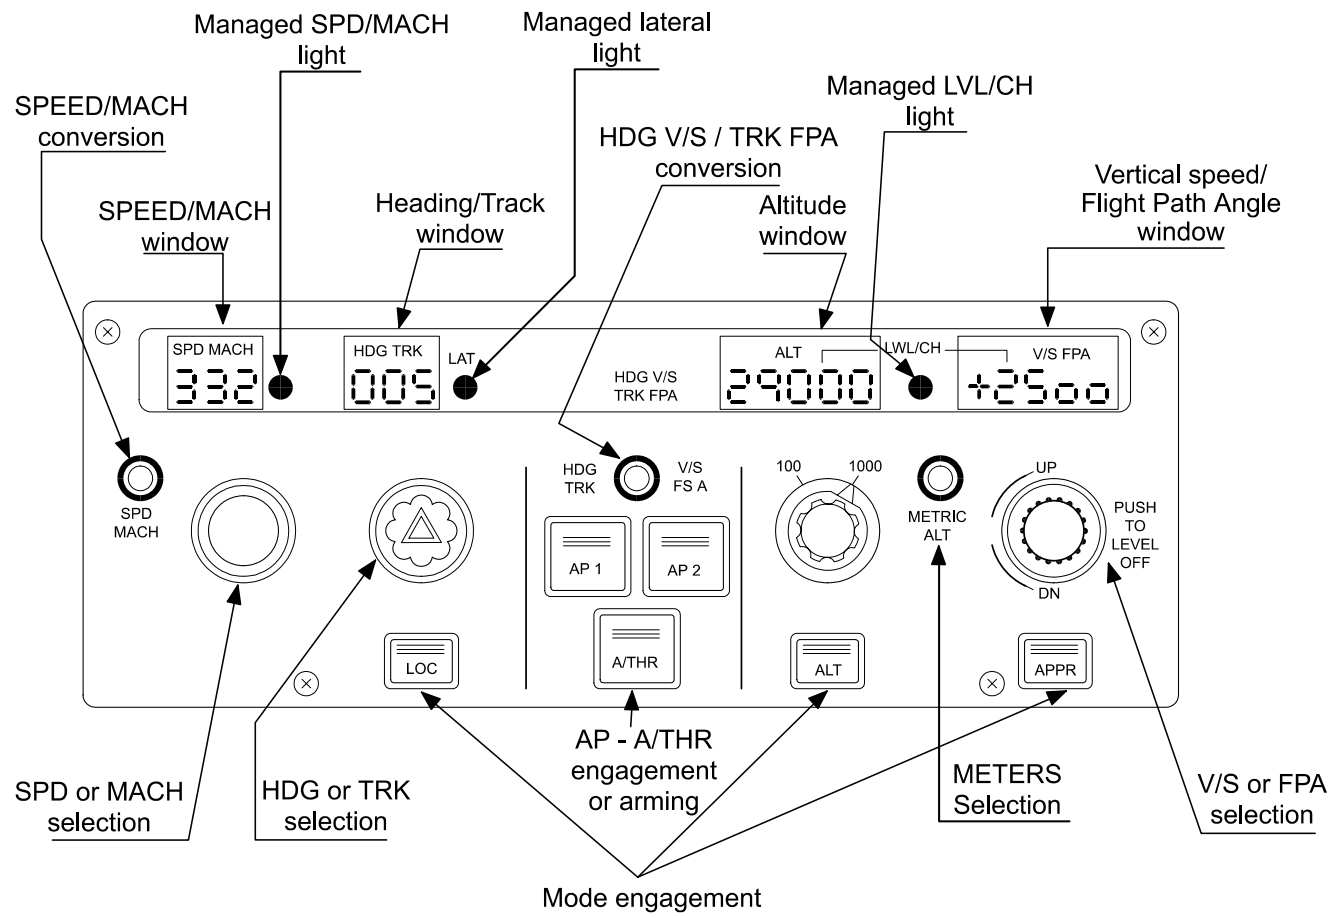 Managed SPD/MACH
light
Managed lateral
light
Managed LVL/CH
light
SPEED/MACH
conversion
HDG V/S / TRK FPA
conversion
Vertical speed/
Flight Path Angle
window
SPEED/MACH
window
Heading/Track
window
Altitude
window
SPD MACH
332
HDG TRK
005
LAT
HDG V/S
TRK FPA
ALT
29000
LWL/CH
V/S FPA
+25oo
SPD
MACH
HDG
TRK
V/S
FS A
100
1000
METRIC
ALT
UP
DN
PUSH
TO
LEVEL
OFF
AP 1
AP 2
A/THR
LOC
ALT
APPR
SPD or MACH
selection
HDG or TRK
selection
AP - A/THR
engagement
or arming
METERS
Selection
V/S or FPA
selection
Mode engagement